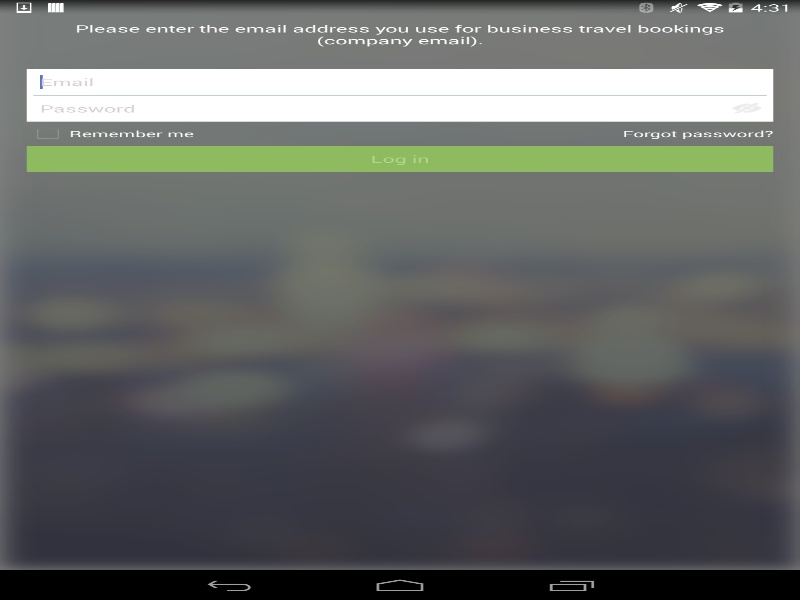 4:31
Please enter the email address you use for business travel bookings
(company email).
Email
Password
Remember me
Forgot password?
Log in